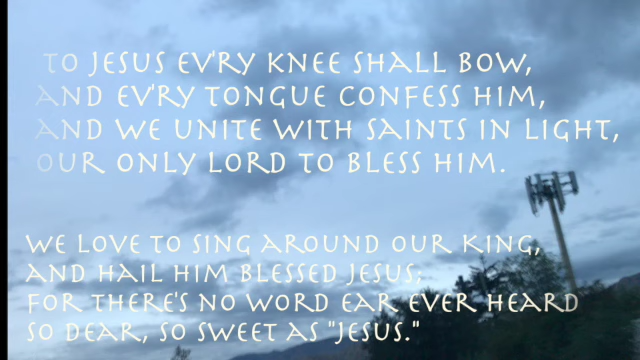 TO JESUS EV'RY KNEE SHALL BOW,
AND EV'RY TONGUE CONFESS HIM,
AND WE UNITE WITH SAINTS IN LIGHT,
OUR ONLY LORD TO BLESS HIM.
WE LOVE TO SING AROUND OUR KING,
AND HAIL HIM BLESSED JESUS;
FOR THERE'S NO WORD EAR EVER HEARD
SO DEAR, SO SWEET AS "JESUS."